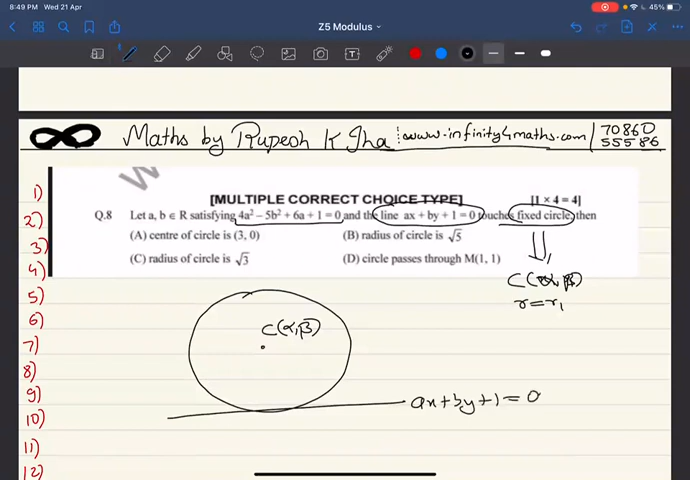 8:49 PM Wed 21 Apr
45%
Z5 Modulus
T
∞ Maths by Rupesh K Jha www.infinity4maths.com 70860 55586
W
[MULTIPLE CORRECT CHOICE TYPE] [1 × 4 = 4]
Q.8 Let a, b ∈ R satisfying 4a² – 5b² + 6a + 1 = 0 and the line ax + by + 1 = 0 touches fixed circle, then
(A) centre of circle is (3, 0) (B) radius of circle is √5
(C) radius of circle is √3 (D) circle passes through M(1, 1)
C(α, β)
r = r₁
C(α, β)
ax + by + 1 = 0
1)
2)
3)
4)
5)
6)
7)
8)
9)
10)
11)
12)